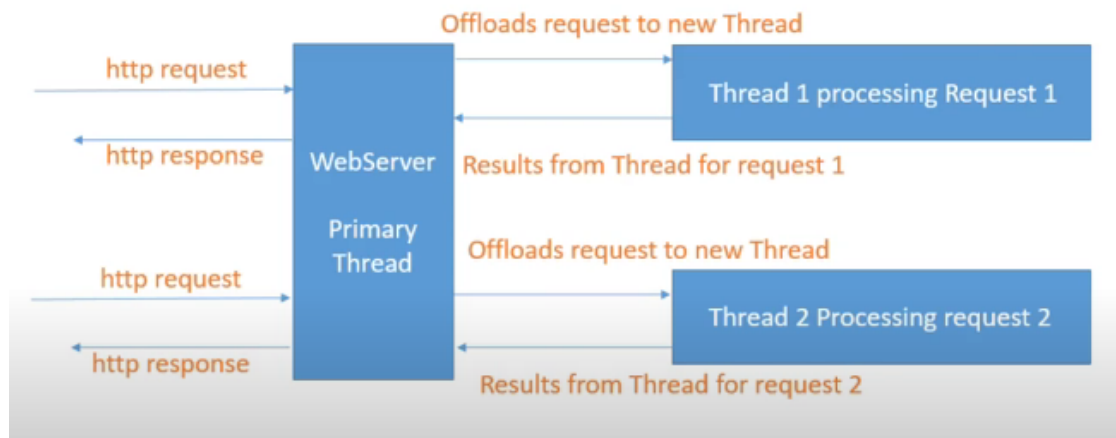 Offloads request to new Thread
http request
Thread 1 processing Request 1
http response
WebServer
Results from Thread for request 1
Primary
Thread
Offloads request to new Thread
http request
Thread 2 Processing request 2
http response
Results from Thread for request 2